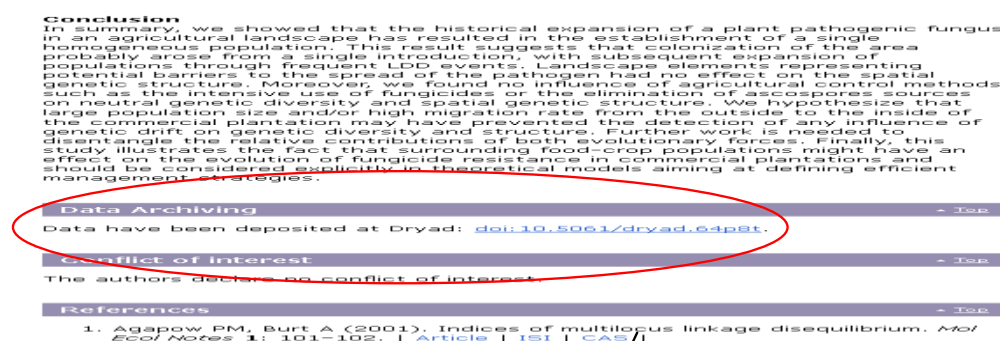 Conclusion
In summary, we showed that the historical expansion of a plant pathogenic fungus
in an agricultural landscape has resulted in the establishment of a single
homogeneous population. This result suggests that colonization of the area
probably arose from a single introduction, with subsequent expansion of
populations through frequent LDD events. Landscape elements representing
potential barriers to the spread of the pathogen had no effect on the spatial
genetic structure. Moreover, we found no influence of agricultural control methods
such as the intensive use of fungicides or the elimination of ascospores sources
on neutral genetic diversity and spatial genetic structure. We hypothesize that
large population size and/or high migration rate from the outside to the inside of
the commercial plantation may have prevented the detection of any influence of
genetic drift on genetic diversity and structure. Further work is needed to
disentangle the relative contributions of both evolutionary forces. Finally, this
study illustrates the fact that surrounding food-crop populations might have an
effect on the evolution of fungicide resistance in commercial plantations and
should be considered explicitly in theoretical models aiming at defining efficient
management strategies.
Data Archiving Top
Data have been deposited at Dryad: doi:10.5061/dryad.64p8t.
Conflict of interest Top
The authors declare no conflict of interest.
References Top
1. Agapow PM, Burt A (2001). Indices of multilocus linkage disequilibrium. Mol
Ecol Notes 1: 101–102. | Article | ISI | CAS/|